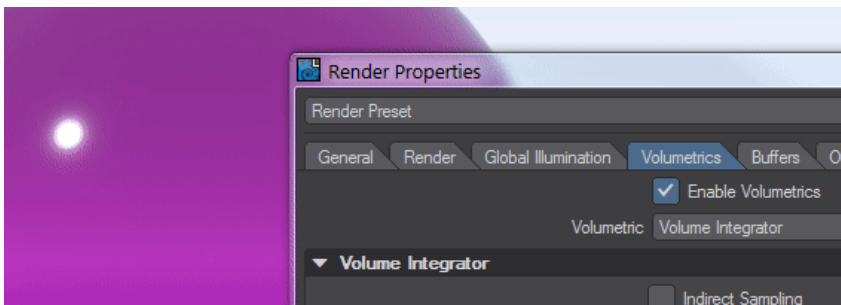 Render Properties
Render Preset
General Render Global Illumination Volumetrics Buffers
Enable Volumetrics
Volumetric Volume Integrator
Volume Integrator
Indirect Sampling